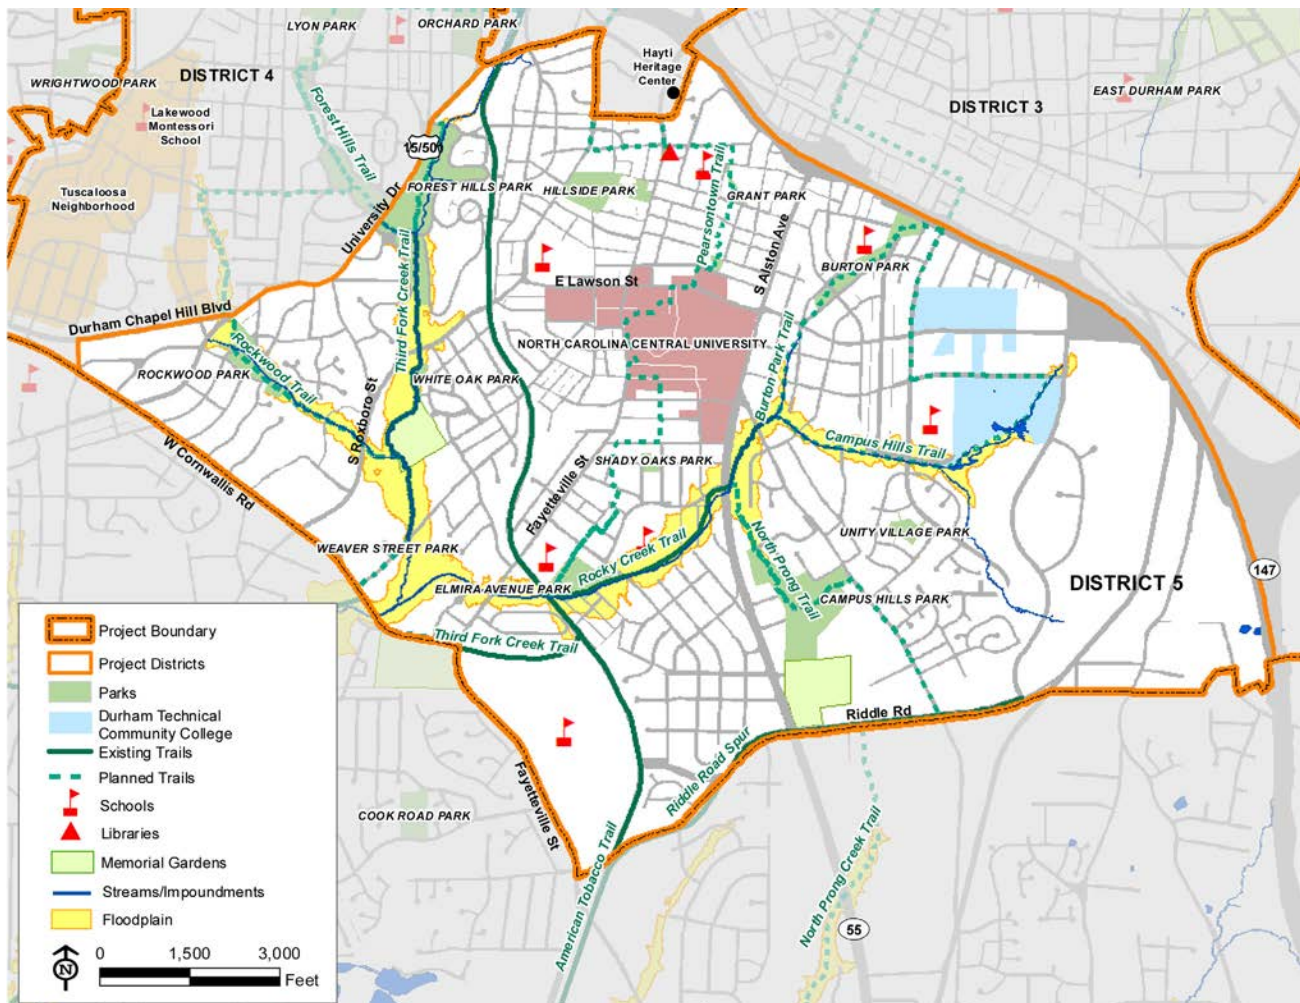 LYON PARK
ORCHARD PARK
WRIGHTWOOD PARK
DISTRICT 4
Hayti
Heritage
Center
DISTRICT 3
EAST DURHAM PARK
Lakewood
Montessori
School
Forest Hills Trail
15/501
Tuscaloosa
Neighborhood
FOREST HILLS PARK
HILLSIDE PARK
GRANT PARK
Pearsontown Trail
University Dr
Third Fork Creek Trail
S Alston Ave
BURTON PARK
E Lawson St
Durham Chapel Hill Blvd
NORTH CAROLINA CENTRAL UNIVERSITY
Burton Park Trail
Rockwood Trail
ROCKWOOD PARK
WHITE OAK PARK
S Roxboro St
W Cornwallis Rd
Campus Hills Trail
SHADY OAKS PARK
Fayetteville St
UNITY VILLAGE PARK
WEAVER STREET PARK
Rocky Creek Trail
North Prong Trail
ELMIRA AVENUE PARK
CAMPUS HILLS PARK
DISTRICT 5
147
Third Fork Creek Trail
Riddle Rd
Riddle Road Spur
Fayetteville St
COOK ROAD PARK
American Tobacco Trail
North Prong Creek Trail
55
Project Boundary
Project Districts
Parks
Durham Technical
Community College
Existing Trails
Planned Trails
Schools
Libraries
Memorial Gardens
Streams/Impoundments
Floodplain
N
0 1,500 3,000
Feet